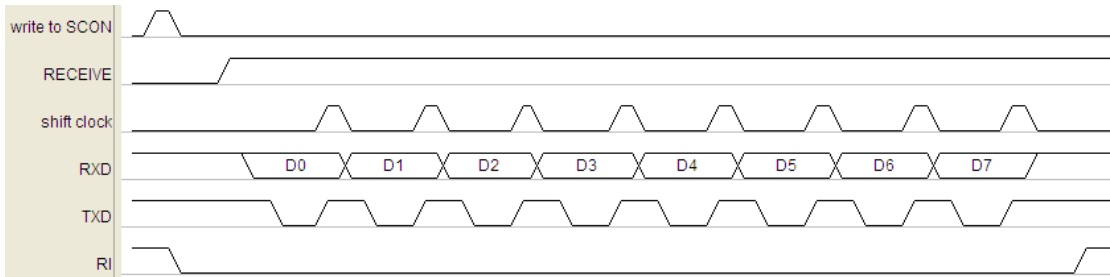 write to SCON
RECEIVE
shift clock
RXD D0 D1 D2 D3 D4 D5 D6 D7
TXD
RI